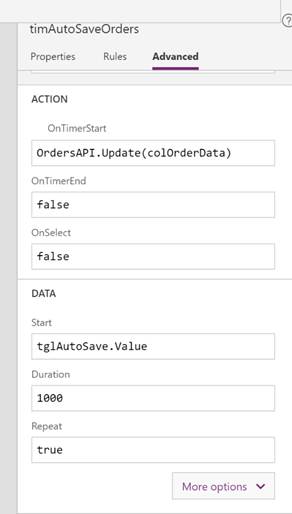 timAutoSaveOrders
Properties Rules Advanced
ACTION
OnTimerStart
OrdersAPI.Update(colOrderData)
OnTimerEnd
false
OnSelect
false
DATA
Start
tglAutoSave.Value
Duration
1000
Repeat
true
More options